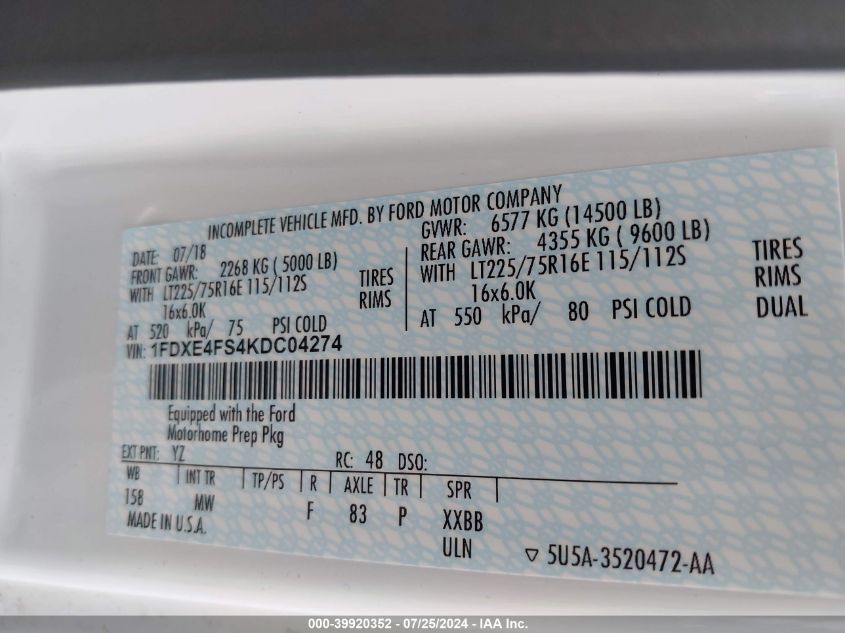 INCOMPLETE VEHICLE MFD. BY FORD MOTOR COMPANY
DATE: 07/18
FRONT GAWR: 2268 KG ( 5000 LB)
WITH LT225/75R16E 115/112S TIRES
16x6.0K RIMS
AT 520 kPa/ 75 PSI COLD
GVWR: 6577 KG (14500 LB)
REAR GAWR: 4355 KG ( 9600 LB)
WITH LT225/75R16E 115/112S TIRES
16x6.0K RIMS
AT 550 kPa/ 80 PSI COLD DUAL
VIN: 1FDXE4FS4KDC04274
Equipped with the Ford
Motorhome Prep Pkg
EXT PNT: YZ RC: 48 DSO:
WB INT TR TP/PS R AXLE TR SPR
158 MW F 83 P XXBB
MADE IN U.S.A. ULN
5U5A-3520472-AA
000-39920352 - 07/25/2024 - IAA Inc.